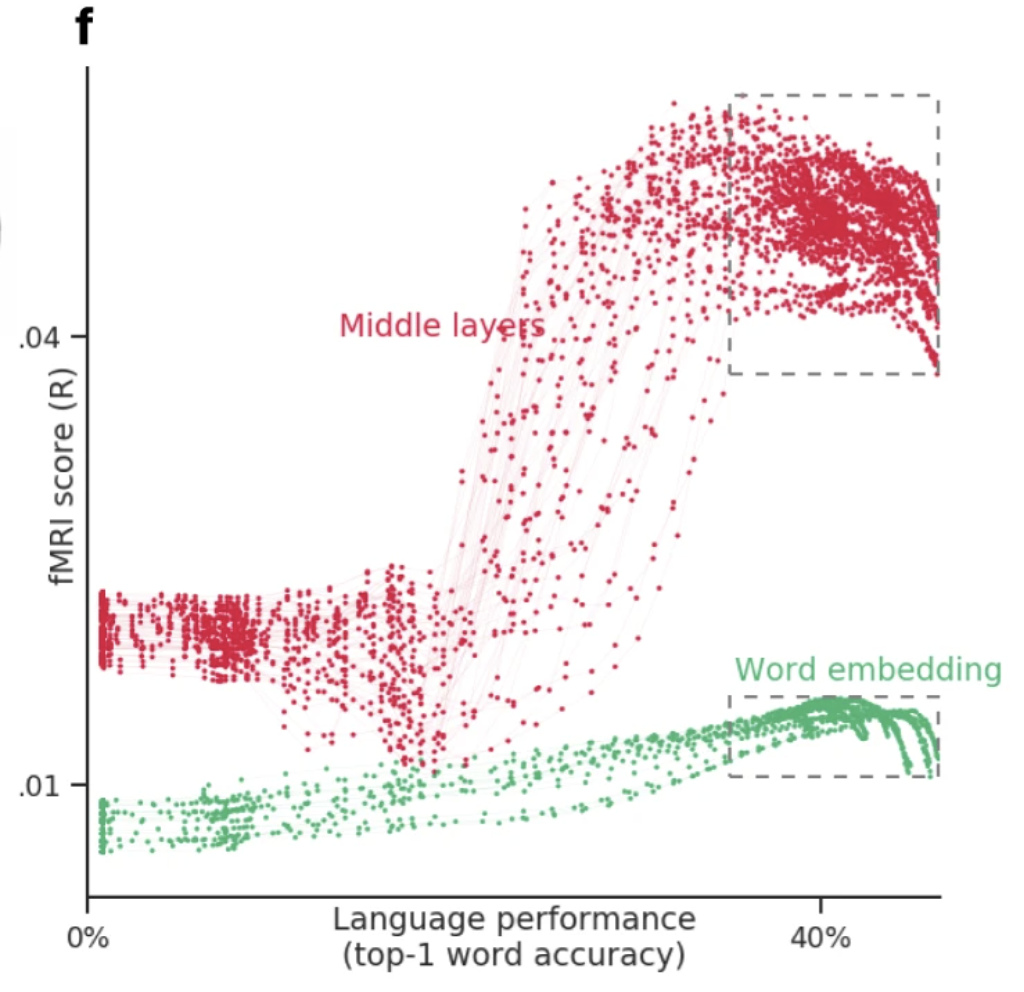 f
Middle layers
.04
fMRI score (R)
Word embedding
.01
0%
Language performance
(top-1 word accuracy)
40%